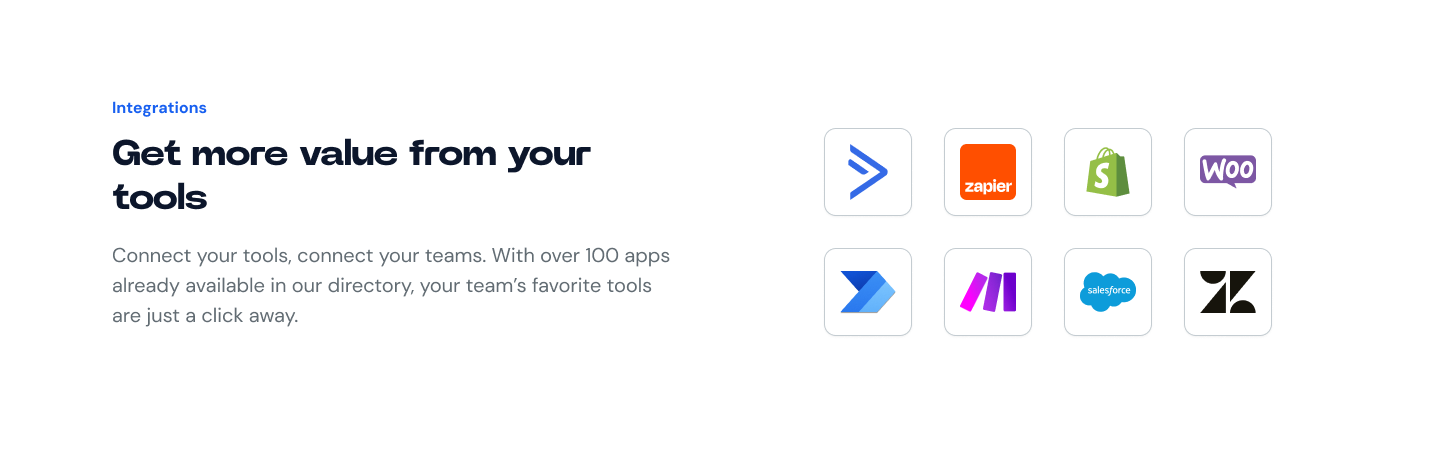 Integrations
Get more value from your
tools
Connect your tools, connect your teams. With over 100 apps
already available in our directory, your team’s favorite tools
are just a click away.
zapier
S
WOO
salesforce